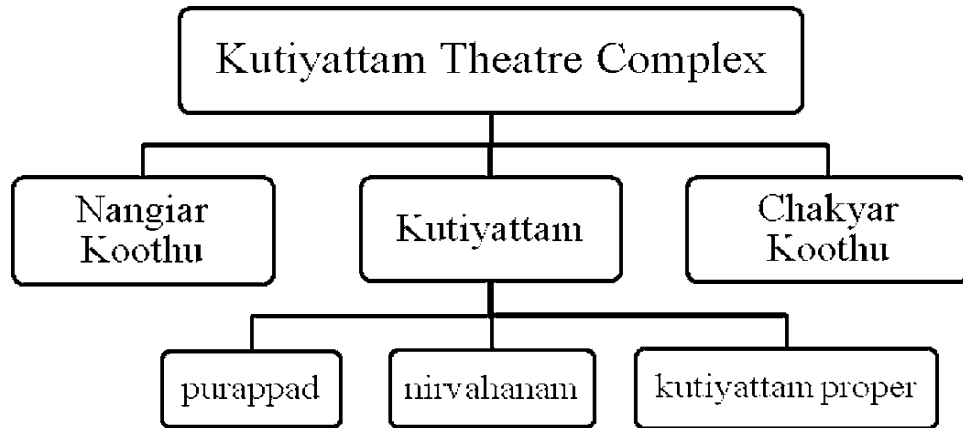 Kutiyattam Theatre Complex
Nangiar
Koothu
Kutiyattam
Chakyar
Koothu
purappad
nirvahanam
kutiyattam proper